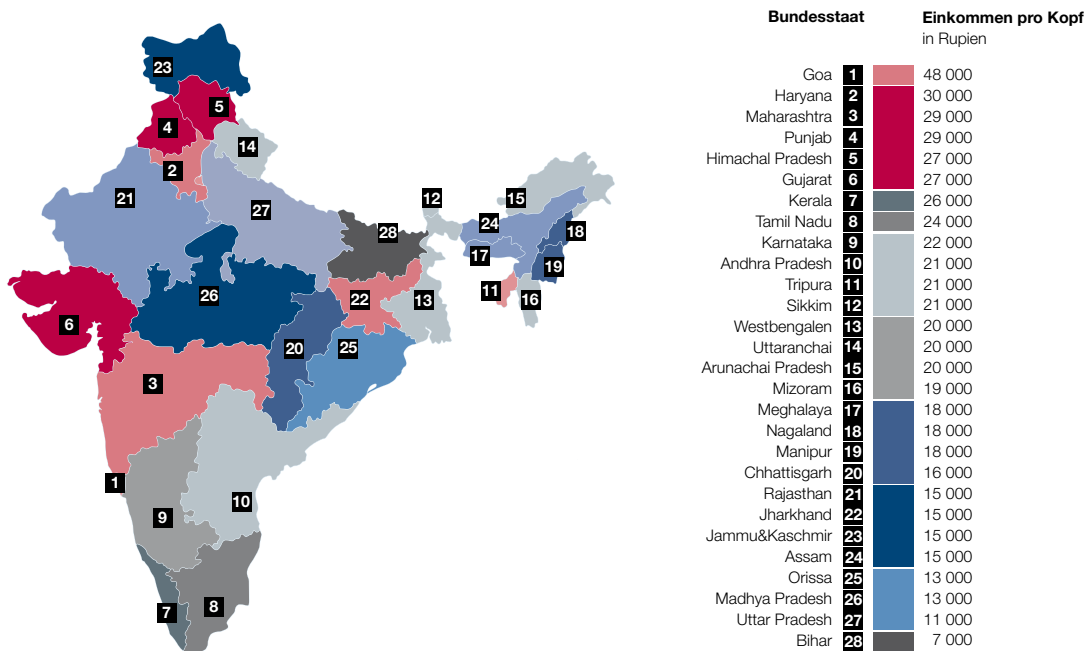 Bundesstaat Einkommen pro Kopf
in Rupien
Goa 1 48 000
Haryana 2 30 000
Maharashtra 3 29 000
Punjab 4 29 000
Himachal Pradesh 5 27 000
Gujarat 6 27 000
Kerala 7 26 000
Tamil Nadu 8 24 000
Karnataka 9 22 000
Andhra Pradesh 10 21 000
Tripura 11 21 000
Sikkim 12 21 000
Westbengalen 13 20 000
Uttaranchai 14 20 000
Arunachai Pradesh 15 20 000
Mizoram 16 19 000
Meghalaya 17 18 000
Nagaland 18 18 000
Manipur 19 18 000
Chhattisgarh 20 16 000
Rajasthan 21 15 000
Jharkhand 22 15 000
Jammu&Kaschmir 23 15 000
Assam 24 15 000
Orissa 25 13 000
Madhya Pradesh 26 13 000
Uttar Pradesh 27 11 000
Bihar 28 7 000
23
5
4
14
2
21
12
15
27
24
28
18
17
19
26
11
22
13
16
6
20
25
3
1
10
9
8
7